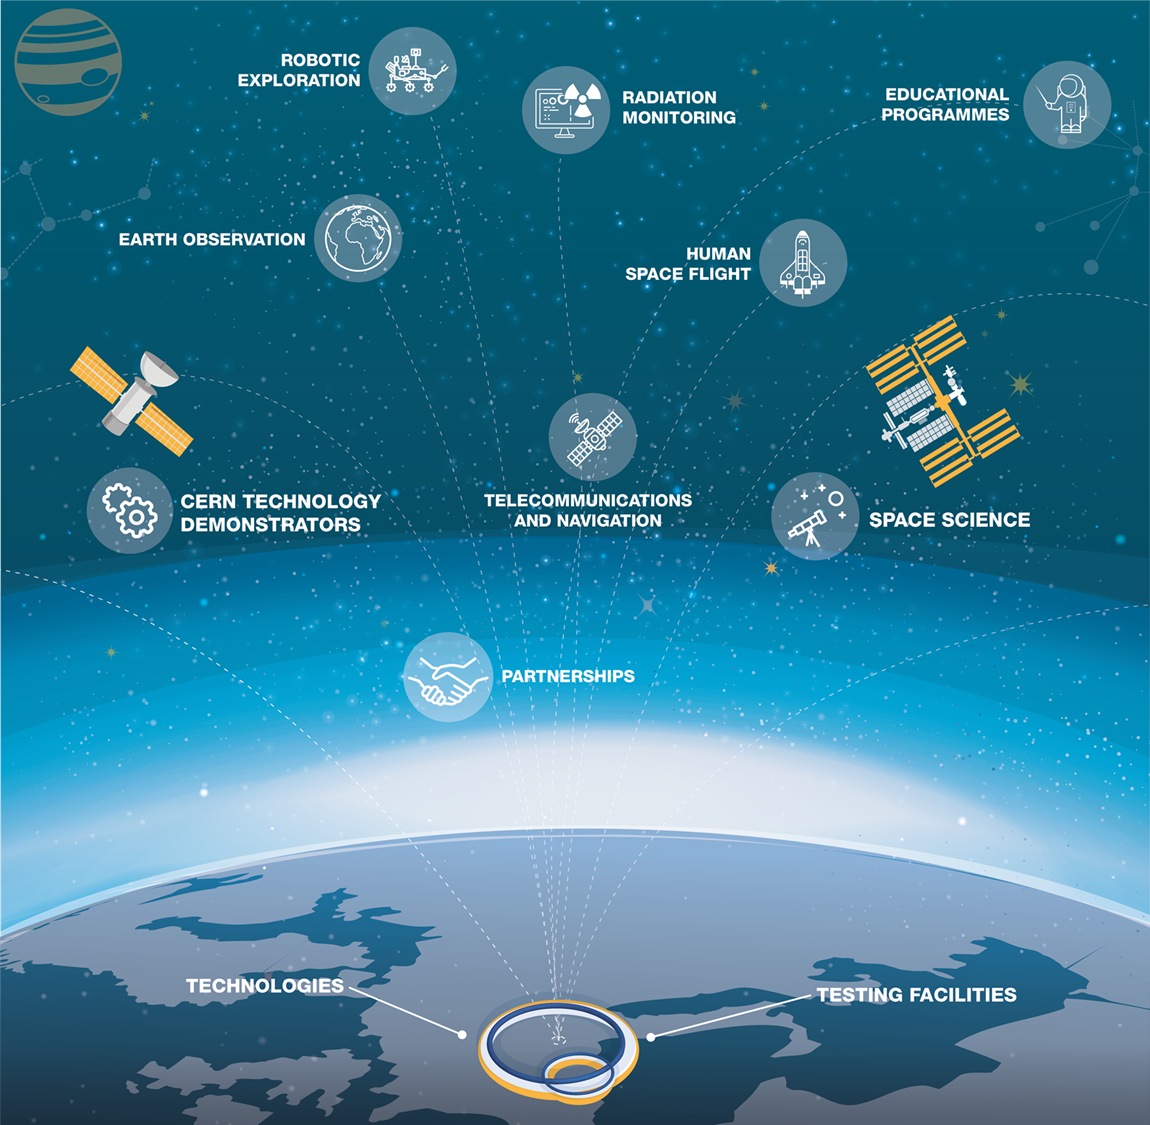 ROBOTIC
EXPLORATION
RADIATION
MONITORING
EDUCATIONAL
PROGRAMMES
EARTH OBSERVATION
HUMAN
SPACE FLIGHT
CERN TECHNOLOGY
DEMONSTRATORS
TELECOMMUNICATIONS
AND NAVIGATION
SPACE SCIENCE
PARTNERSHIPS
TECHNOLOGIES
TESTING FACILITIES